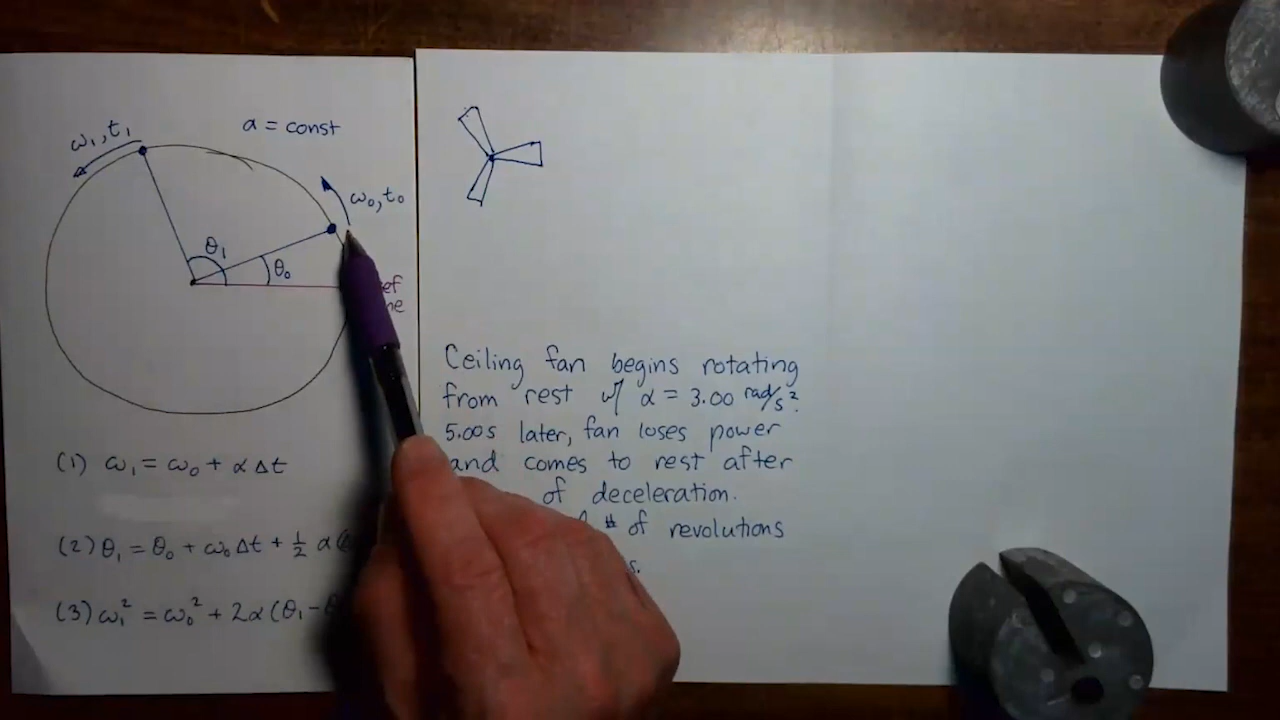 ω₁,t₁
α = const
ω₀,t₀
θ₁
θ₀
(1) ω₁ = ω₀ + α Δt
(2) θ₁ = θ₀ + ω₀ Δt + ½ α
(3) ω₁² = ω₀² + 2α(θ₁ -
Ceiling fan begins rotating
from rest w/ α = 3.00 rad/s².
5.00s later, fan loses power
and comes to rest after
of deceleration.
# of revolutions